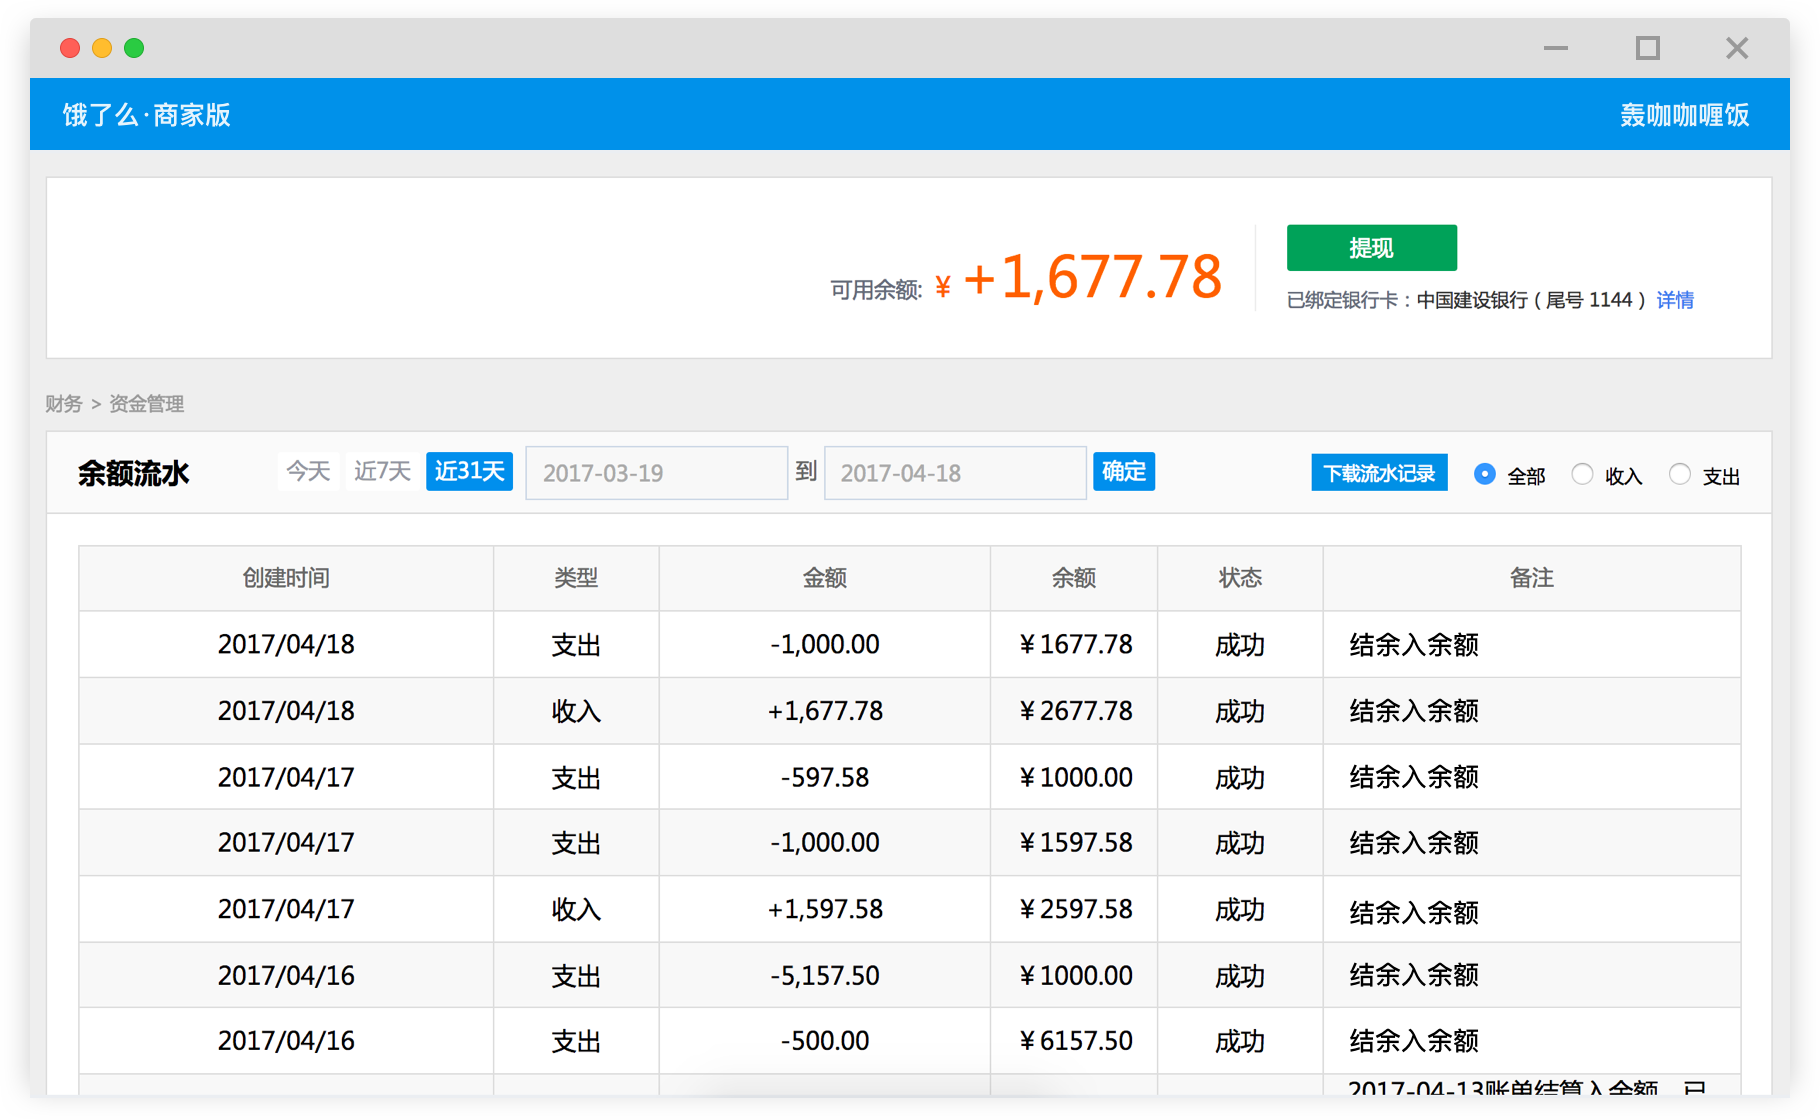 饿了么·商家版 轰咖咖喱饭
提现
可用余额: ¥ +1,677.78
已绑定银行卡：中国建设银行（尾号 1144） 详情
财务 > 资金管理
余额流水 今天 近7天 近31天 2017-03-19 到 2017-04-18 确定 下载流水记录 全部 收入 支出
创建时间 类型 金额 余额 状态 备注
2017/04/18 支出 -1,000.00 ¥1677.78 成功 结余入余额
2017/04/18 收入 +1,677.78 ¥2677.78 成功 结余入余额
2017/04/17 支出 -597.58 ¥1000.00 成功 结余入余额
2017/04/17 支出 -1,000.00 ¥1597.58 成功 结余入余额
2017/04/17 收入 +1,597.58 ¥2597.58 成功 结余入余额
2017/04/16 支出 -5,157.50 ¥1000.00 成功 结余入余额
2017/04/16 支出 -500.00 ¥6157.50 成功 结余入余额
2017-04-13账单结算入余额，已